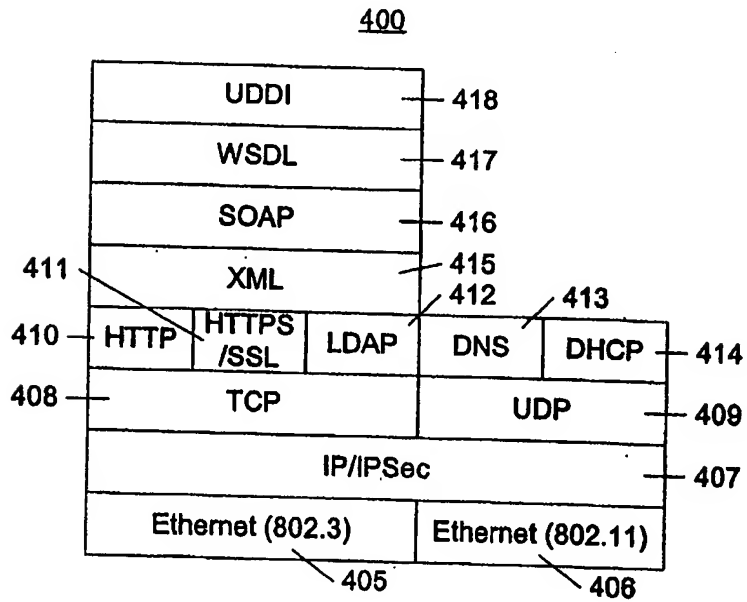 400
UDDI 418
WSDL 417
SOAP 416
411 XML 415 412 413
410 HTTP HTTPS LDAP DNS DHCP 414
/SSL
408 TCP UDP 409
IP/IPSec 407
Ethernet (802.3) Ethernet (802.11)
405 406